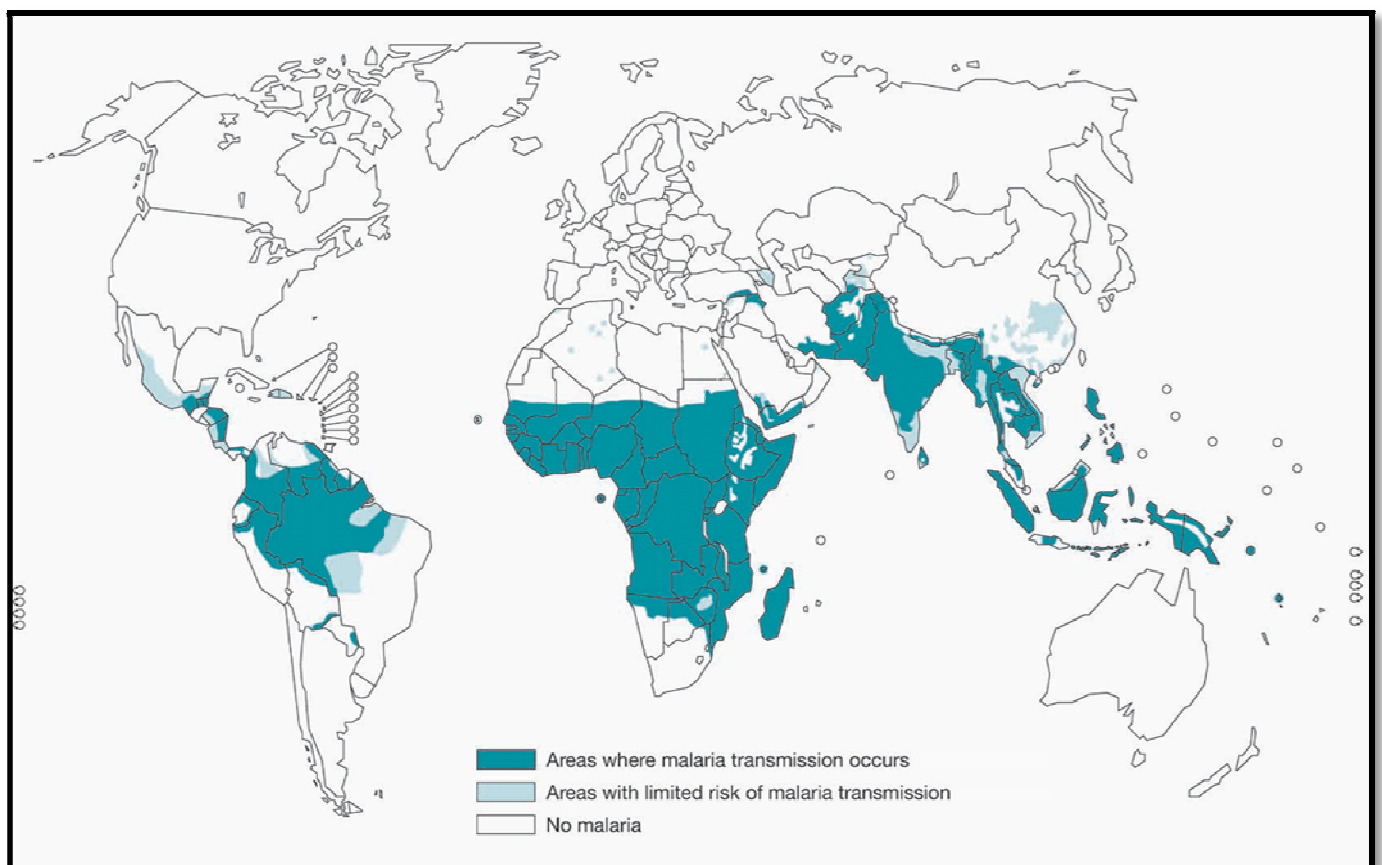 Areas where malaria transmission occurs
Areas with limited risk of malaria transmission
No malaria